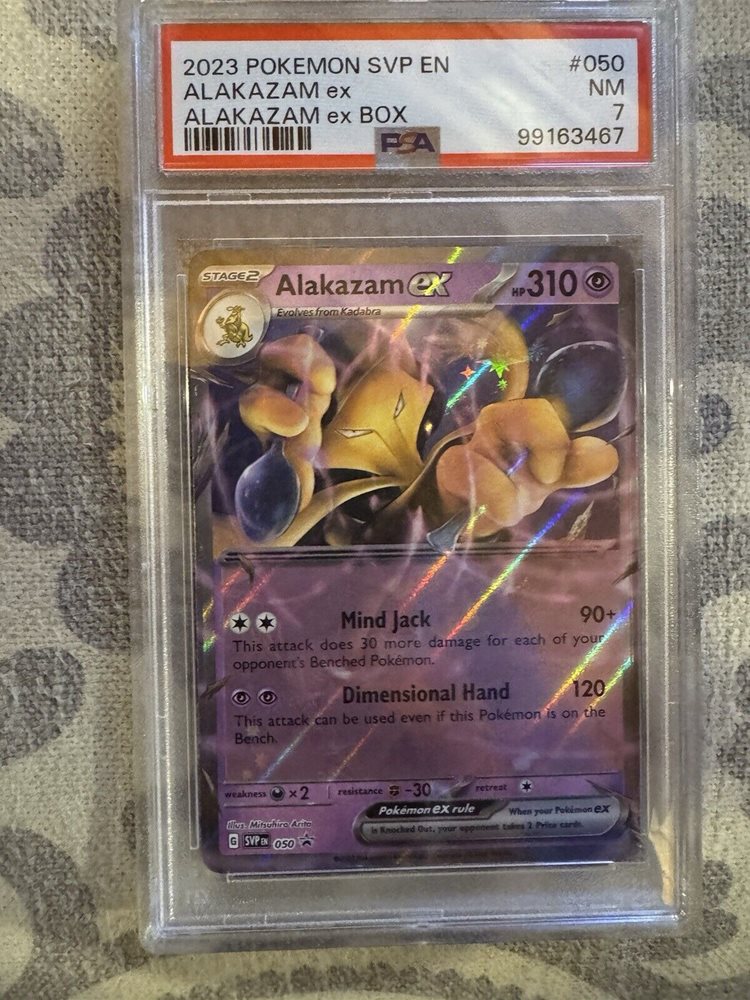 2023 POKEMON SVP EN #050
ALAKAZAM ex NM
ALAKAZAM ex BOX 7
PSA 99163467
STAGE2 Alakazam ex HP310
Evolves from Kadabra
Mind Jack 90+
This attack does 30 more damage for each of your
opponent's Benched Pokémon.
Dimensional Hand 120
This attack can be used even if this Pokémon is on the
Bench.
weakness ×2 resistance -30 retreat
Pokémon ex rule When your Pokémon ex
is Knocked Out, your opponent takes 2 Prize cards.
Illus. Mitsuhiro Arita
G SVP EN 050